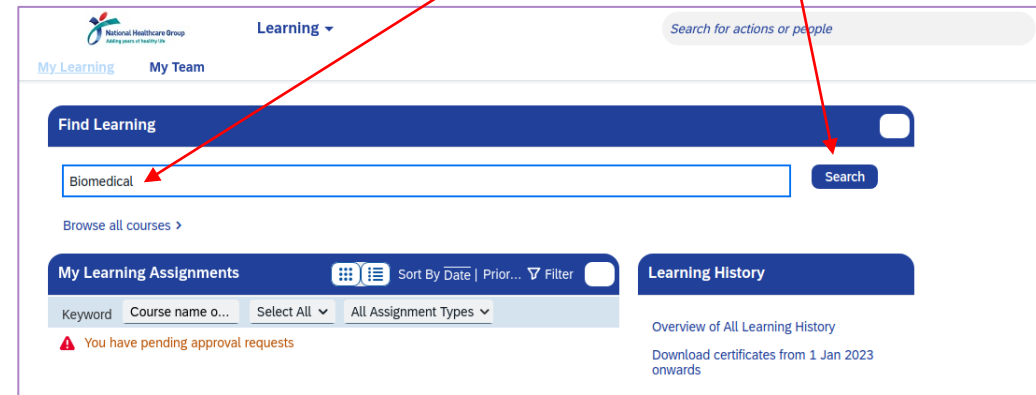 National Healthcare Group
Adding years of healthy life
Learning
Search for actions or people
My Learning My Team
Find Learning
Biomedical
Search
Browse all courses >
My Learning Assignments Sort By Date | Prior... Filter
Learning History
Keyword Course name o... Select All All Assignment Types
You have pending approval requests
Overview of All Learning History
Download certificates from 1 Jan 2023
onwards